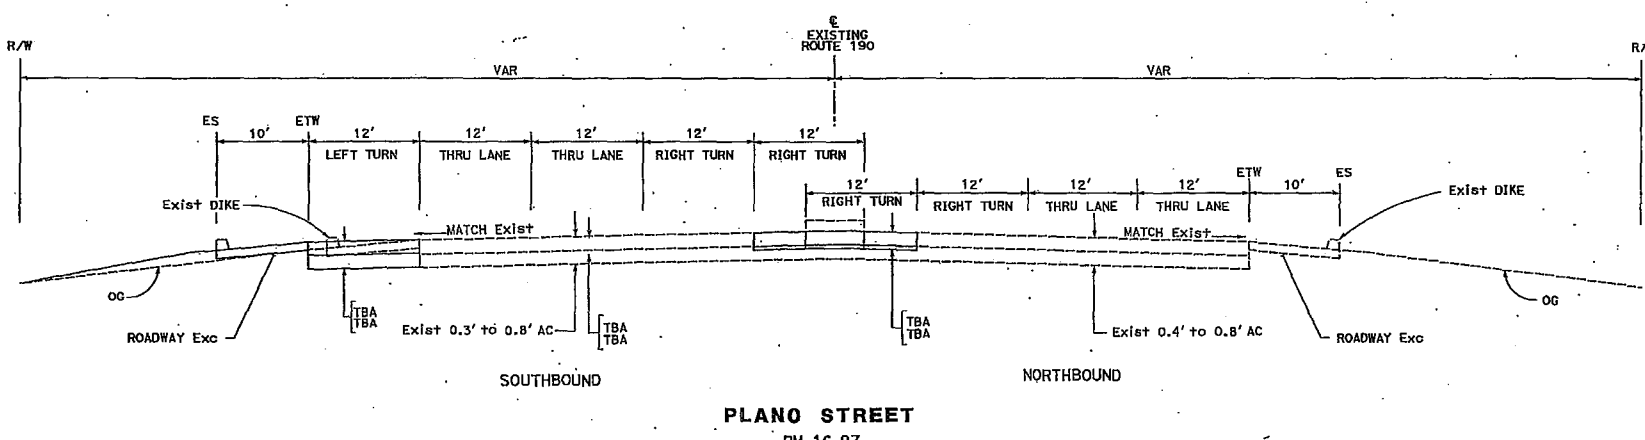 ℄
EXISTING
ROUTE 190
R/W
VAR
VAR
ES
ETW
10'
12'
12'
12'
12'
12'
LEFT TURN
THRU LANE
THRU LANE
RIGHT TURN
RIGHT TURN
ETW
ES
12'
12'
12'
12'
10'
RIGHT TURN
RIGHT TURN
THRU LANE
THRU LANE
Exist DIKE
Exist DIKE
MATCH Exist
MATCH Exist
OG
OG
TBA
TBA
ROADWAY Exc
Exist 0.3' to 0.8' AC
TBA
TBA
TBA
TBA
Exist 0.4' to 0.8' AC
ROADWAY Exc
SOUTHBOUND
NORTHBOUND
PLANO STREET